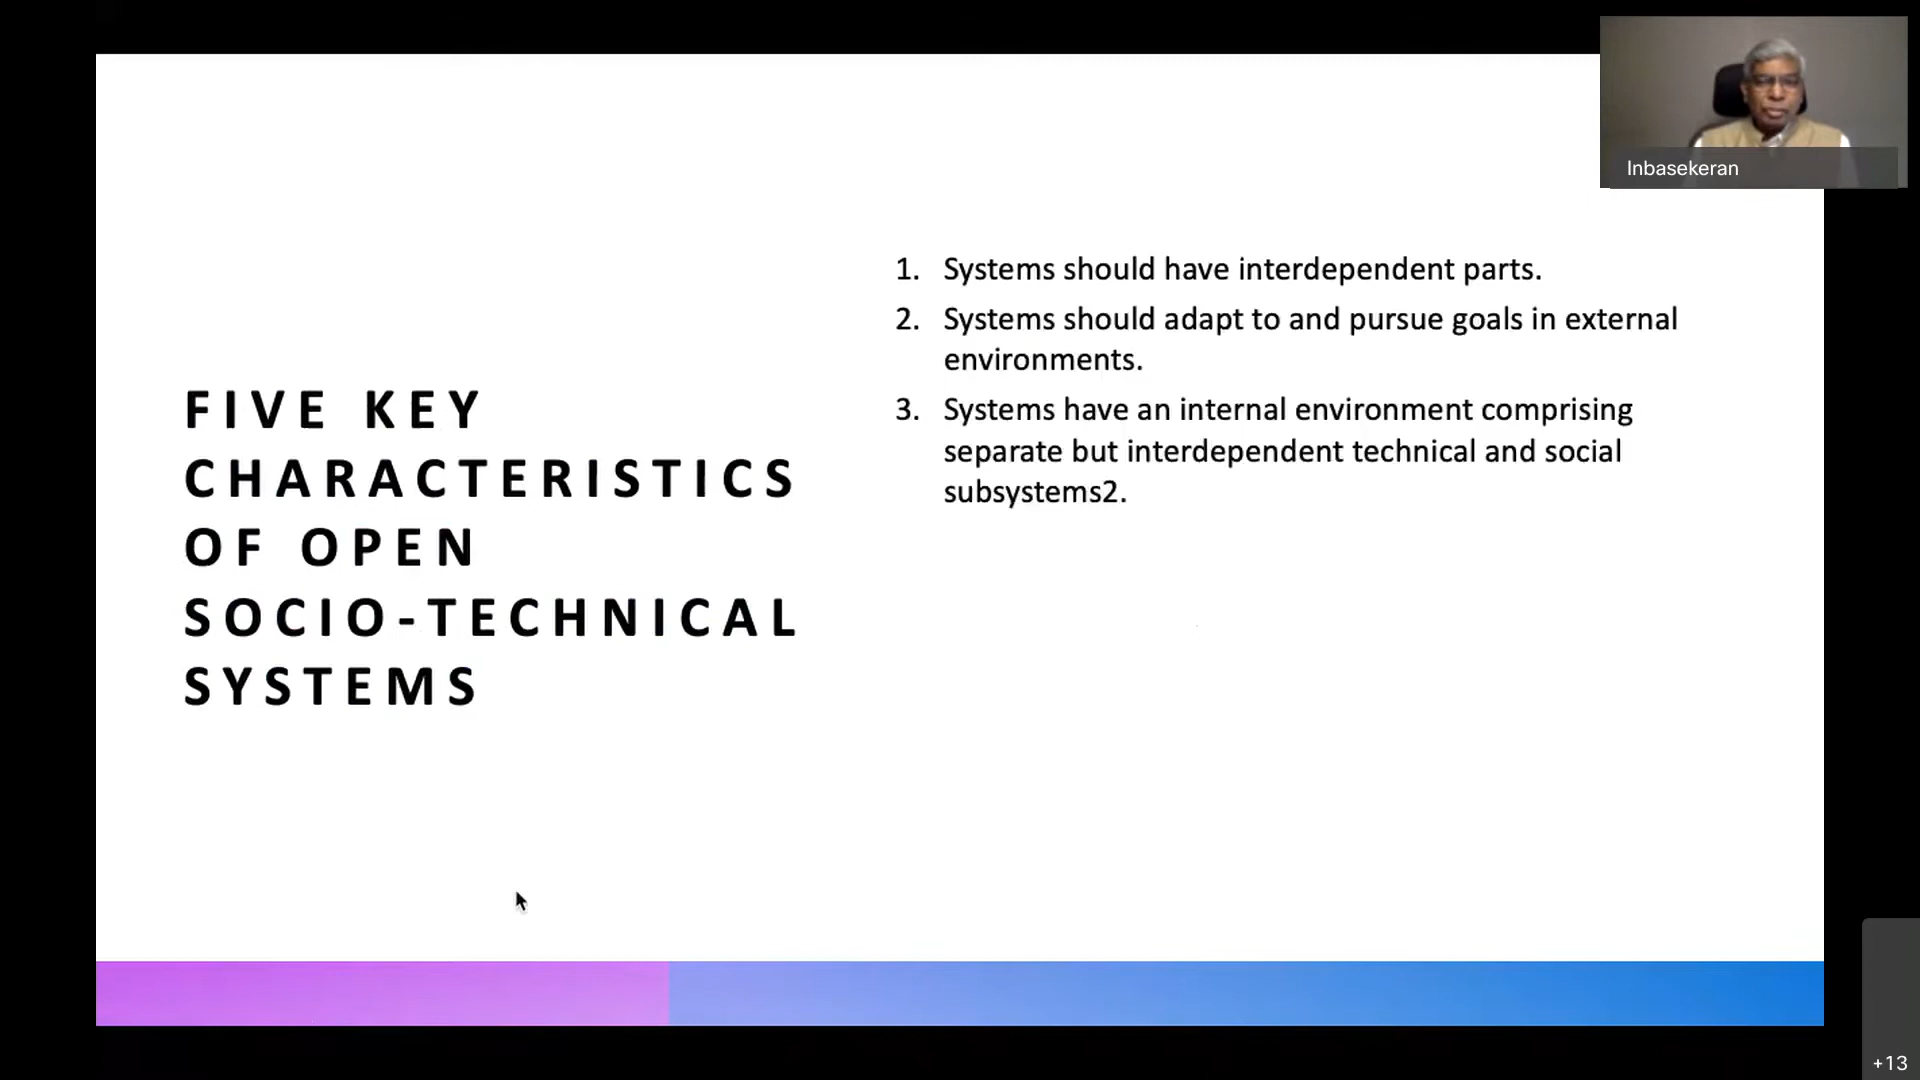 Inbasekeran
FIVE KEY
CHARACTERISTICS
OF OPEN
SOCIO-TECHNICAL
SYSTEMS
1. Systems should have interdependent parts.
2. Systems should adapt to and pursue goals in external
environments.
3. Systems have an internal environment comprising
separate but interdependent technical and social
subsystems2.
+13